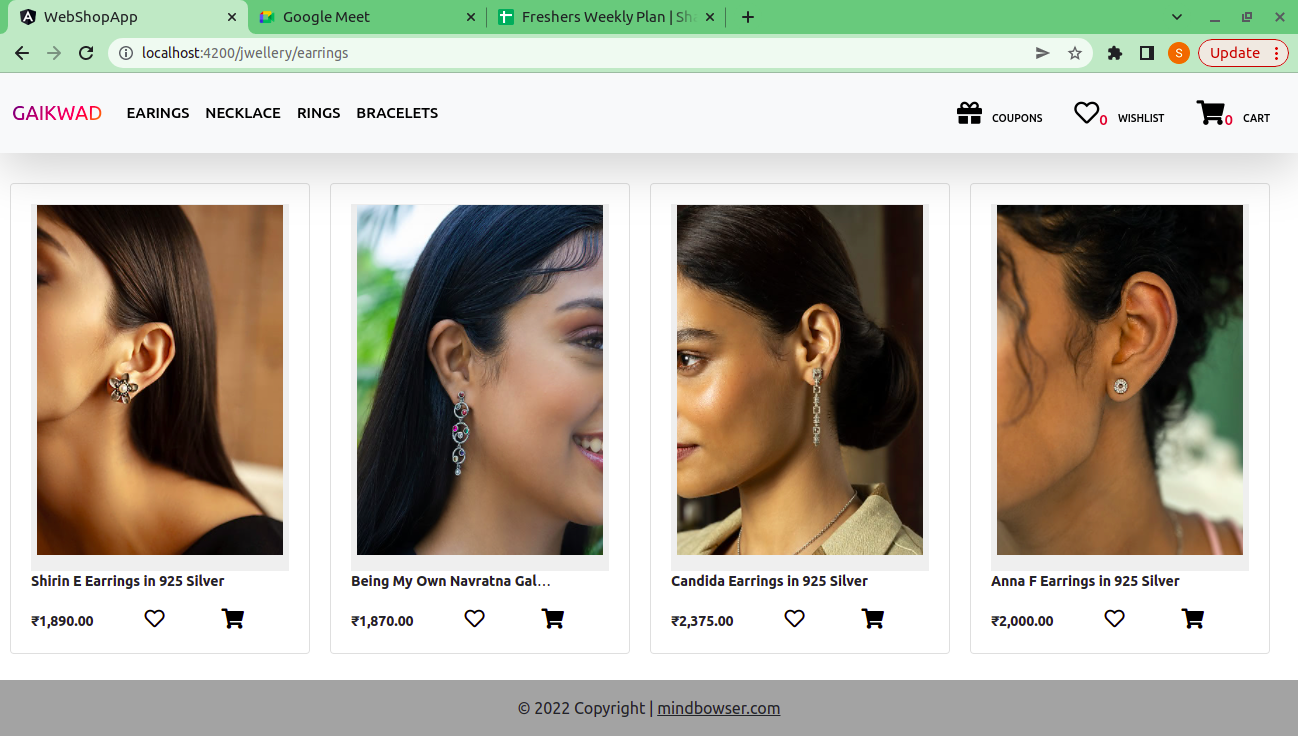 WebShopApp
Google Meet
Freshers Weekly Plan | Sha
localhost:4200/jwellery/earrings
S
Update
GAIKWAD
EARINGS
NECKLACE
RINGS
BRACELETS
COUPONS
0 WISHLIST
0 CART
Shirin E Earrings in 925 Silver
₹1,890.00
Being My Own Navratna Gal...
₹1,870.00
Candida Earrings in 925 Silver
₹2,375.00
Anna F Earrings in 925 Silver
₹2,000.00
© 2022 Copyright | mindbowser.com